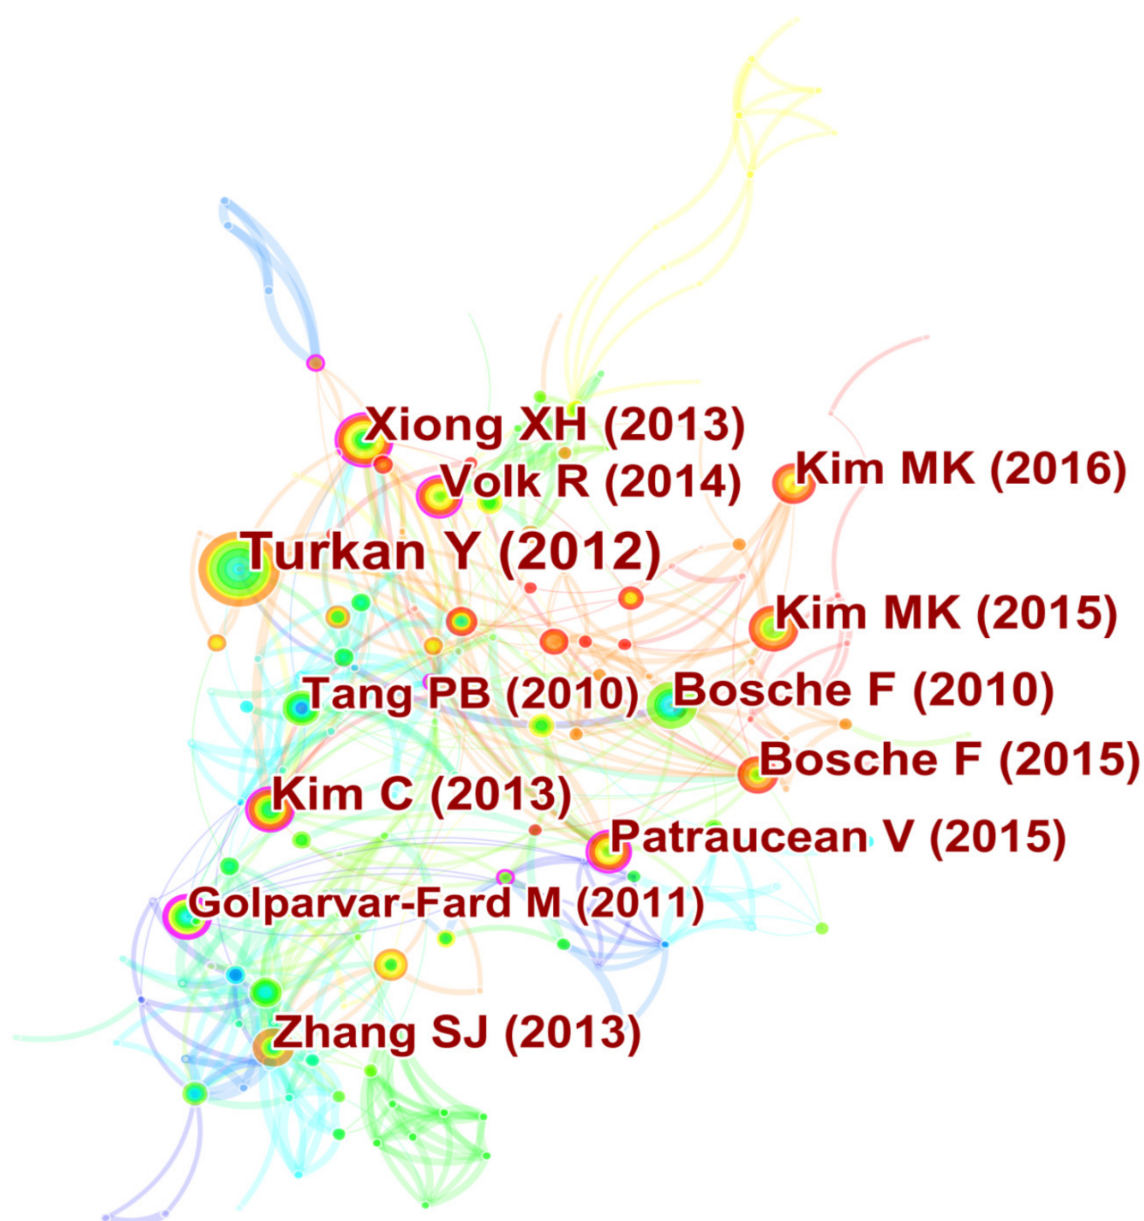 Xiong XH (2013)
Volk R (2014)
Kim MK (2016)
Turkan Y (2012)
Kim MK (2015)
Tang PB (2010)
Bosche F (2010)
Bosche F (2015)
Kim C (2013)
Patraucean V (2015)
Golparvar-Fard M (2011)
Zhang SJ (2013)